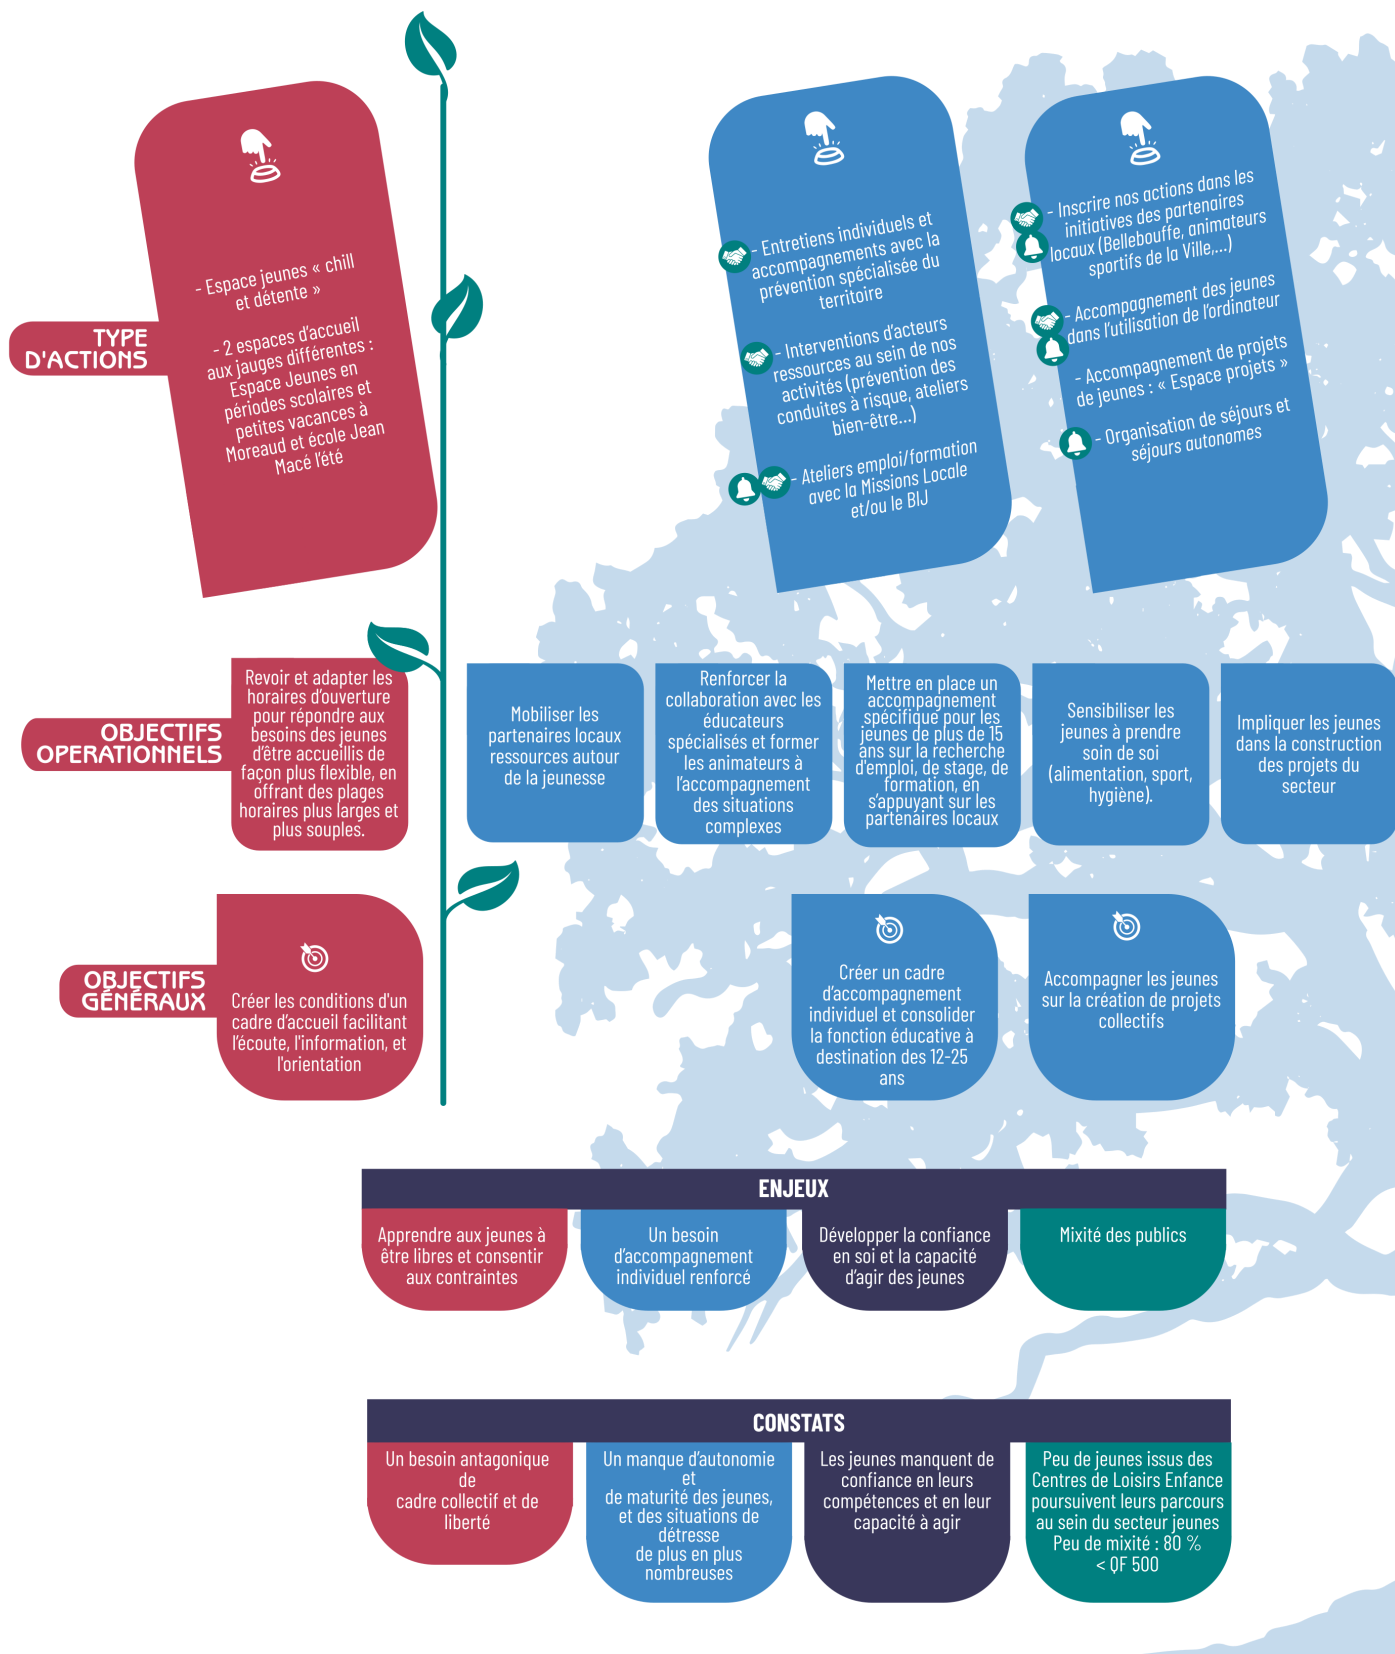 - Espace jeunes « chill
et détente »
- 2 espaces d'accueil
aux jauges différentes :
Espace Jeunes en
périodes scolaires et
petites vacances à
Moreaud et école Jean
Macé l'été
- Entretiens individuels et
accompagnements avec la
prévention spécialisée du
territoire
- Interventions d'acteurs
ressources au sein de nos
activités (prévention des
conduites à risque, ateliers
bien-être...)
- Ateliers emploi/formation
avec la Missions Locale
et/ou le BIJ
- Inscrire nos actions dans les
initiatives des partenaires
locaux (Bellebouffe, animateurs
sportifs de la Ville,...)
- Accompagnement des jeunes
dans l'utilisation de l'ordinateur
- Accompagnement de projets
de jeunes : « Espace projets »
- Organisation de séjours et
séjours autonomes
TYPE
D'ACTIONS
OBJECTIFS
OPERATIONNELS
Revoir et adapter les
horaires d'ouverture
pour répondre aux
besoins des jeunes
d'être accueillis de
façon plus flexible, en
offrant des plages
horaires plus larges et
plus souples.
Mobiliser les
partenaires locaux
ressources autour
de la jeunesse
Renforcer la
collaboration avec les
éducateurs
spécialisés et former
les animateurs à
l'accompagnement
des situations
complexes
Mettre en place un
accompagnement
spécifique pour les
jeunes de plus de 15
ans sur la recherche
d'emploi, de stage, de
formation, en
s'appuyant sur les
partenaires locaux
Sensibiliser les
jeunes à prendre
soin de soi
(alimentation, sport,
hygiène).
Impliquer les jeunes
dans la construction
des projets du
secteur
OBJECTIFS
GÉNÉRAUX
Créer les conditions d'un
cadre d'accueil facilitant
l'écoute, l'information, et
l'orientation
Créer un cadre
d'accompagnement
individuel et consolider
la fonction éducative à
destination des 12-25
ans
Accompagner les jeunes
sur la création de projets
collectifs
ENJEUX
Apprendre aux jeunes à
être libres et consentir
aux contraintes
Un besoin
d'accompagnement
individuel renforcé
Développer la confiance
en soi et la capacité
d'agir des jeunes
Mixité des publics
CONSTATS
Un besoin antagonique
de
cadre collectif et de
liberté
Un manque d'autonomie
et
de maturité des jeunes,
et des situations de
détresse
de plus en plus
nombreuses
Les jeunes manquent de
confiance en leurs
compétences et en leur
capacité à agir
Peu de jeunes issus des
Centres de Loisirs Enfance
poursuivent leurs parcours
au sein du secteur jeunes
Peu de mixité : 80 %
< QF 500